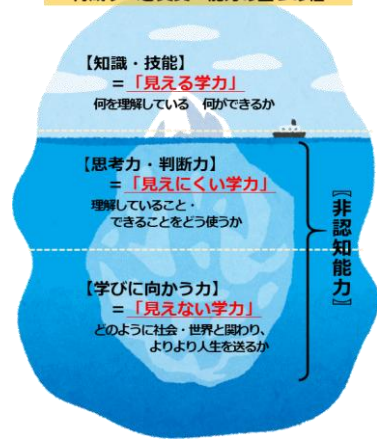 【知識・技能】
＝「見える学力」
何を理解している　何ができるか
【思考力・判断力】
＝「見えにくい学力」
理解していること・
できることをどう使うか
【学びに向かう力】
＝「見えない学力」
どのように社会・世界と関わり、
よりより人生を送るか
〖非認知能力〗